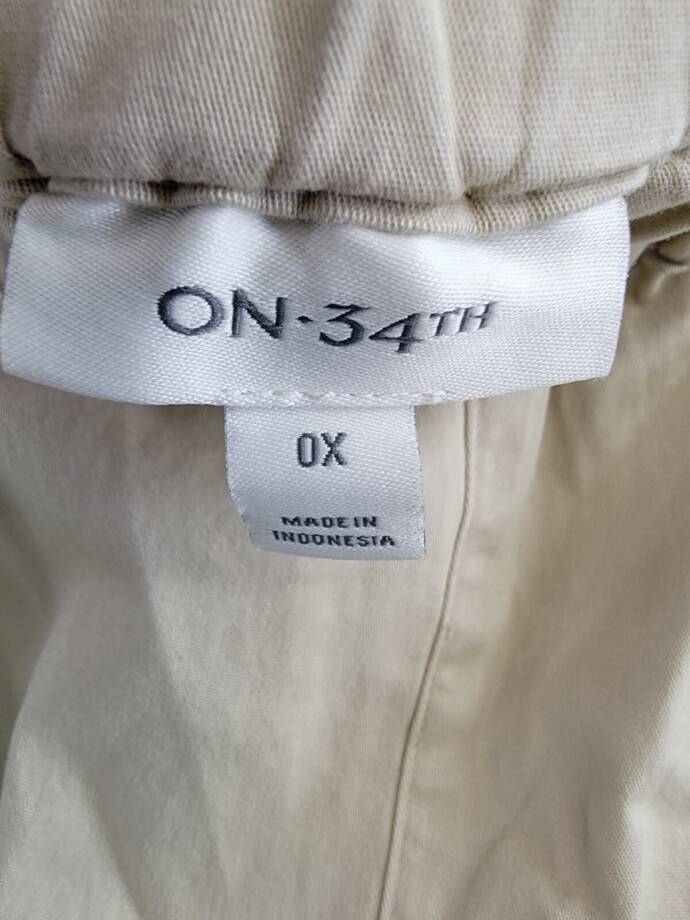 ON·34TH
0X
MADE IN
INDONESIA